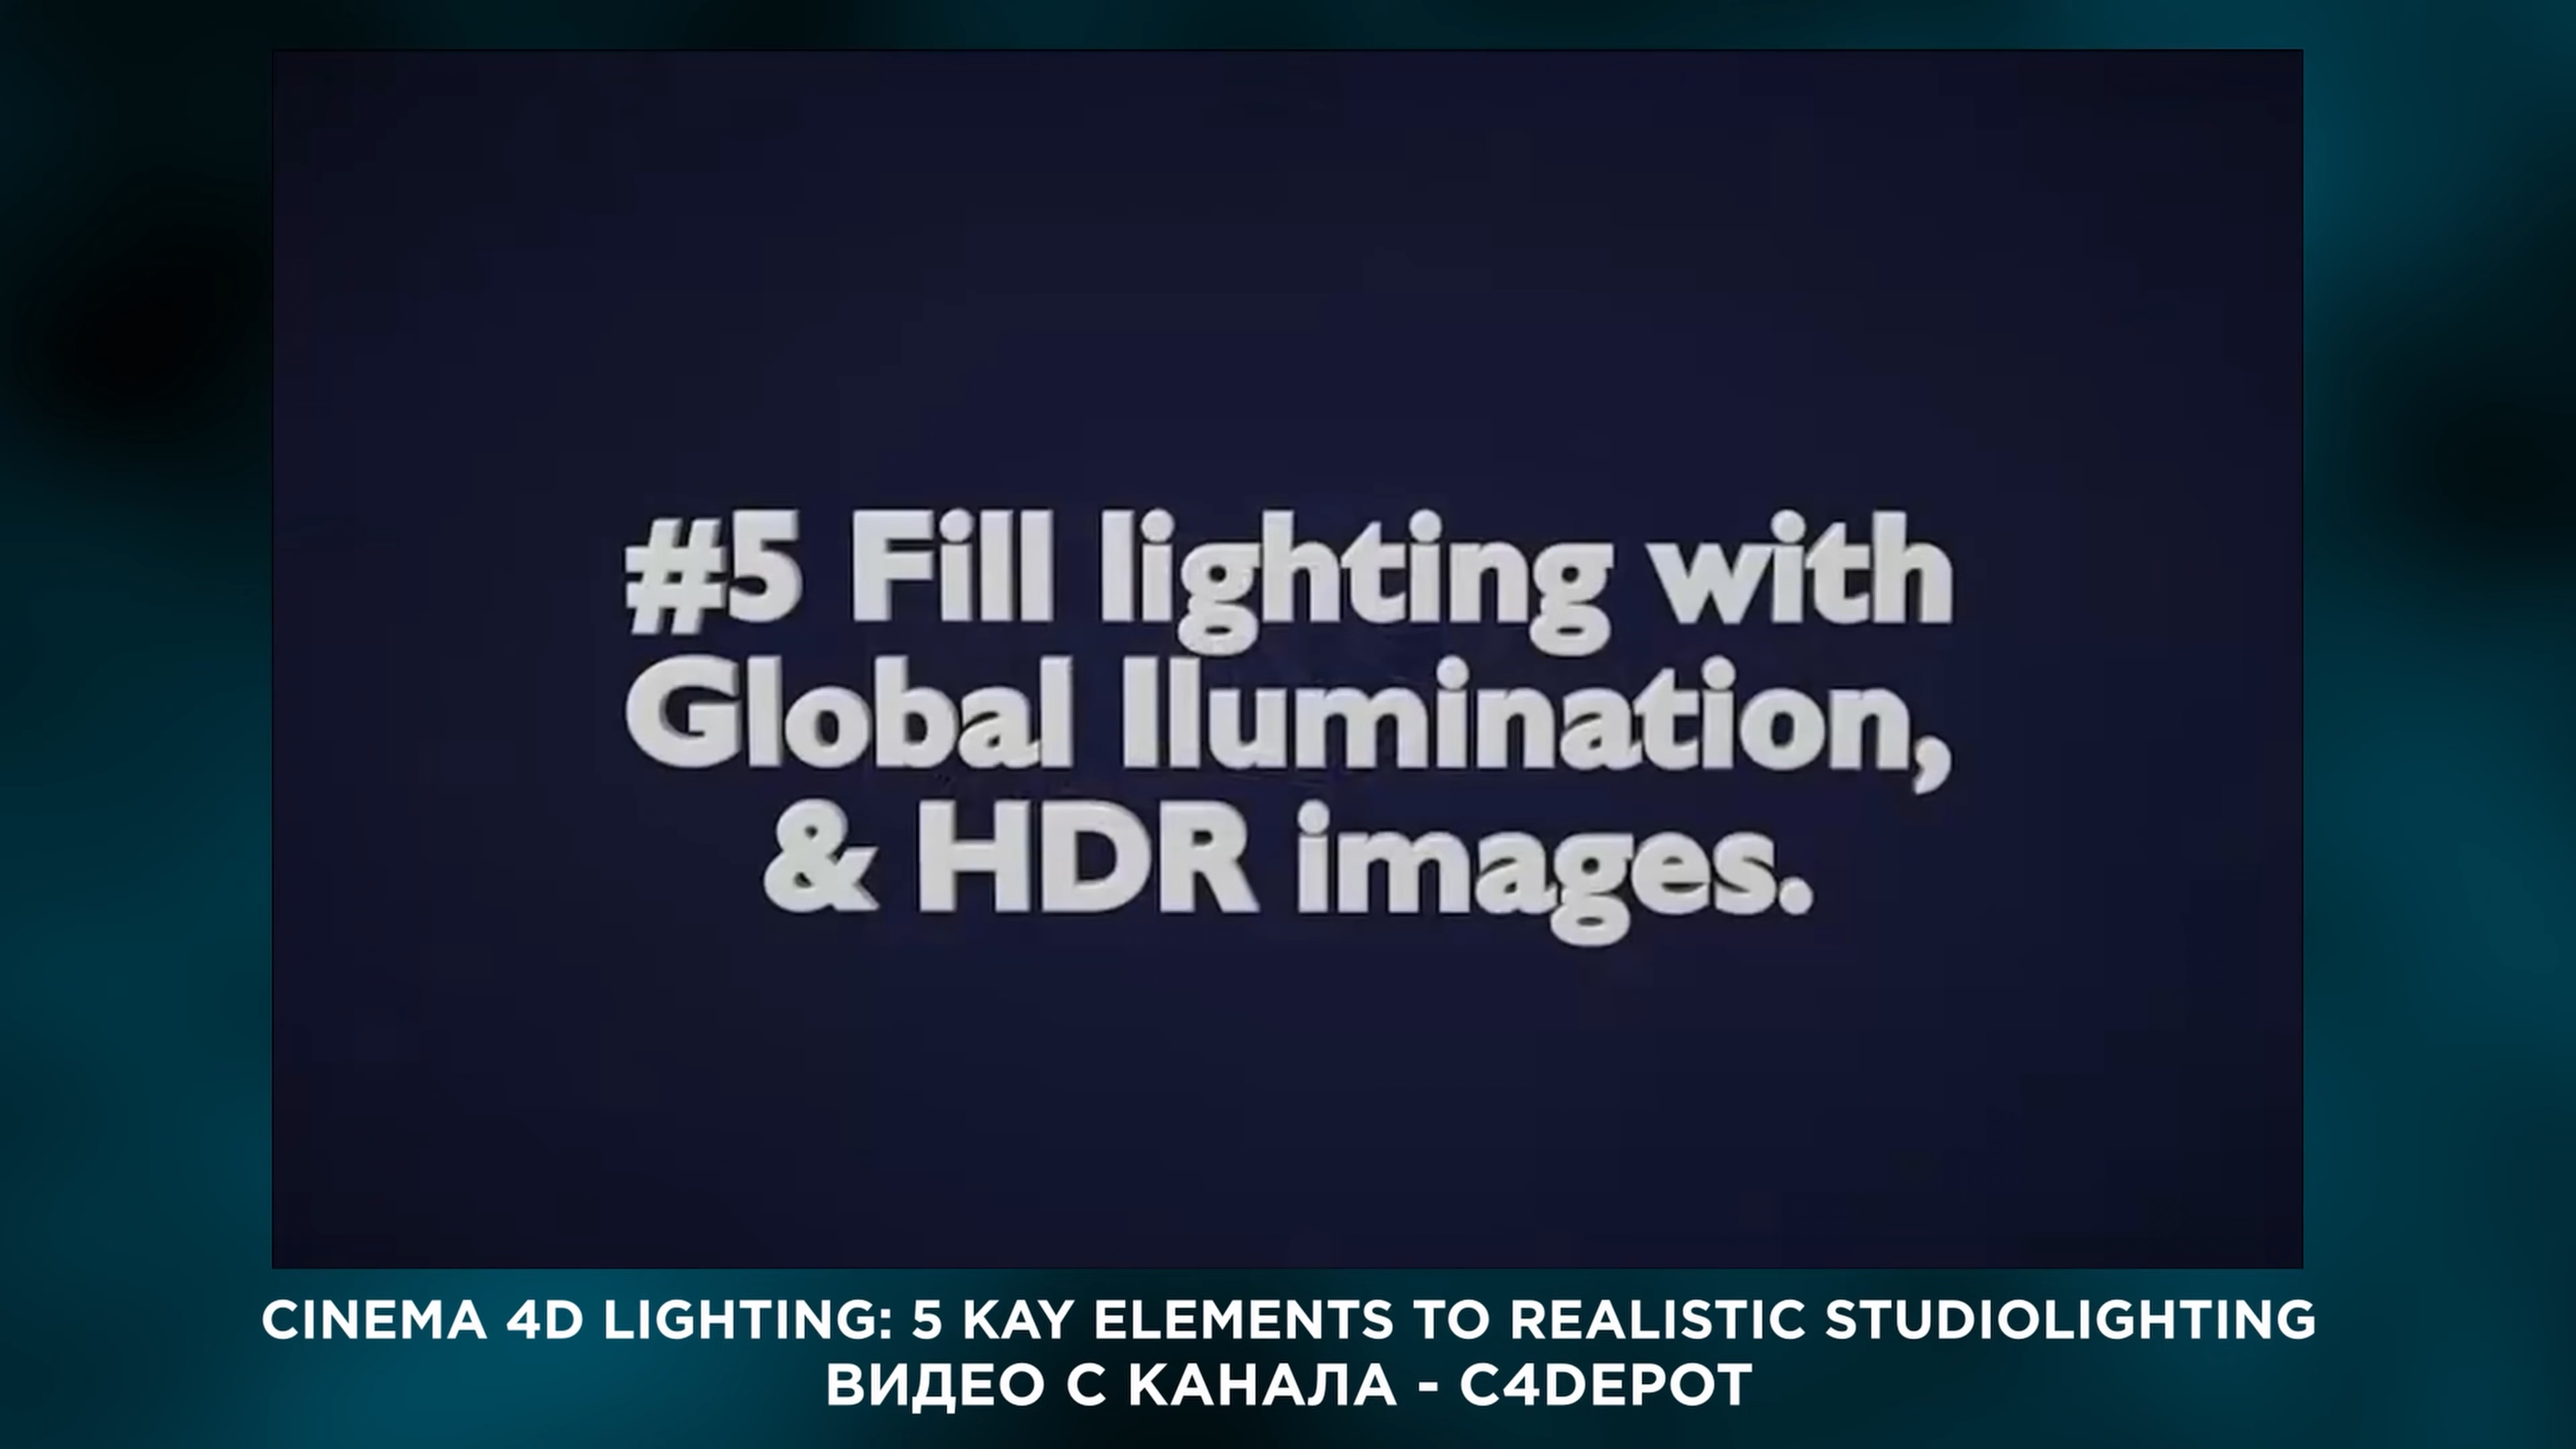 #5 Fill lighting with
Global Ilumination,
& HDR images.
CINEMA 4D LIGHTING: 5 KAY ELEMENTS TO REALISTIC STUDIOLIGHTING
ВИДЕО С КАНАЛА - C4DEPOT